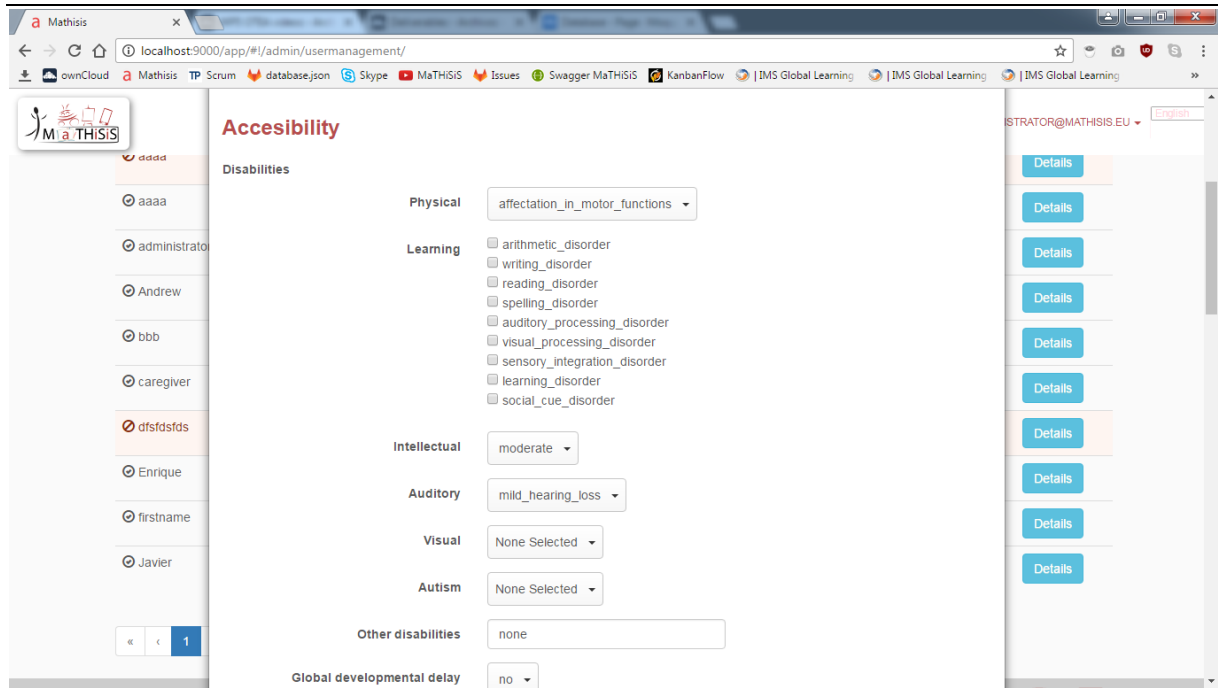 Mathisis
localhost:9000/app/#!/admin/usermanagement/
ownCloud Mathisis TP Scrum database.json Skype MaTHiSiS Issues Swagger MaTHiSiS KanbanFlow | IMS Global Learning | IMS Global Learning | IMS Global Learning »
MaTHiSiS
ISTRATOR@MATHISIS.EU English
Accesibility
Disabilities
Physical affectation_in_motor_functions
Learning arithmetic_disorder
writing_disorder
reading_disorder
spelling_disorder
auditory_processing_disorder
visual_processing_disorder
sensory_integration_disorder
learning_disorder
social_cue_disorder
Intellectual moderate
Auditory mild_hearing_loss
Visual None Selected
Autism None Selected
Other disabilities none
Global developmental delay no
aaaa Details
aaaa Details
administrato Details
Andrew Details
bbb Details
caregiver Details
dfsfdsfds Details
Enrique Details
firstname Details
Javier Details
« ‹ 1